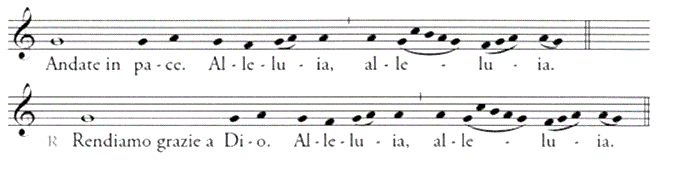 Andate in pa - ce. Al - le - lu - ia, al - le - lu - ia.
R Rendiamo grazie a Di - o. Al - le - lu - ia, al - le - lu - ia.